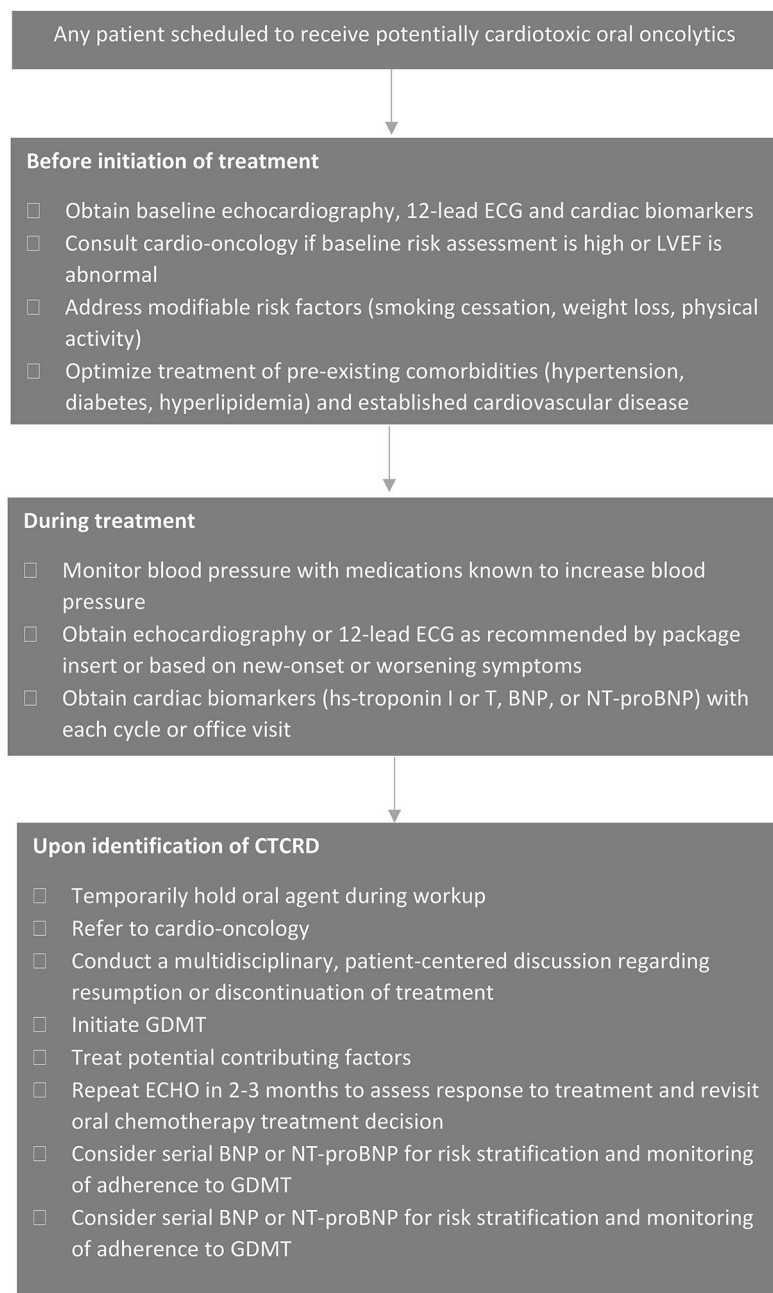 Any patient scheduled to receive potentially cardiotoxic oral oncolytics
Before initiation of treatment
Obtain baseline echocardiography, 12-lead ECG and cardiac biomarkers
Consult cardio-oncology if baseline risk assessment is high or LVEF is
abnormal
Address modifiable risk factors (smoking cessation, weight loss, physical
activity)
Optimize treatment of pre-existing comorbidities (hypertension,
diabetes, hyperlipidemia) and established cardiovascular disease
During treatment
Monitor blood pressure with medications known to increase blood
pressure
Obtain echocardiography or 12-lead ECG as recommended by package
insert or based on new-onset or worsening symptoms
Obtain cardiac biomarkers (hs-troponin I or T, BNP, or NT-proBNP) with
each cycle or office visit
Upon identification of CTCRD
Temporarily hold oral agent during workup
Refer to cardio-oncology
Conduct a multidisciplinary, patient-centered discussion regarding
resumption or discontinuation of treatment
Initiate GDMT
Treat potential contributing factors
Repeat ECHO in 2-3 months to assess response to treatment and revisit
oral chemotherapy treatment decision
Consider serial BNP or NT-proBNP for risk stratification and monitoring
of adherence to GDMT
Consider serial BNP or NT-proBNP for risk stratification and monitoring
of adherence to GDMT